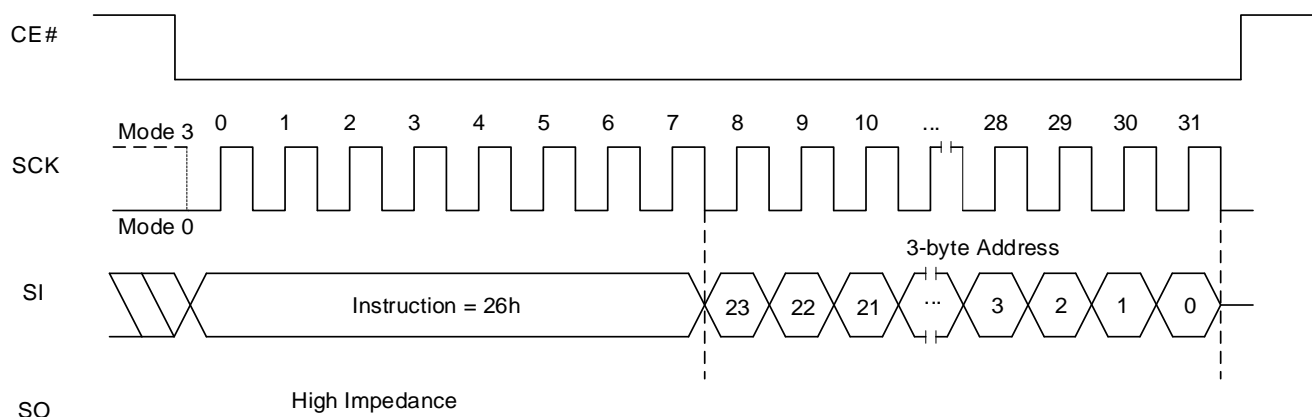 CE#
Mode 3 0 1 2 3 4 5 6 7 8 9 10 ... 28 29 30 31
SCK
Mode 0
3-byte Address
SI Instruction = 26h 23 22 21 ... 3 2 1 0
SO High Impedance